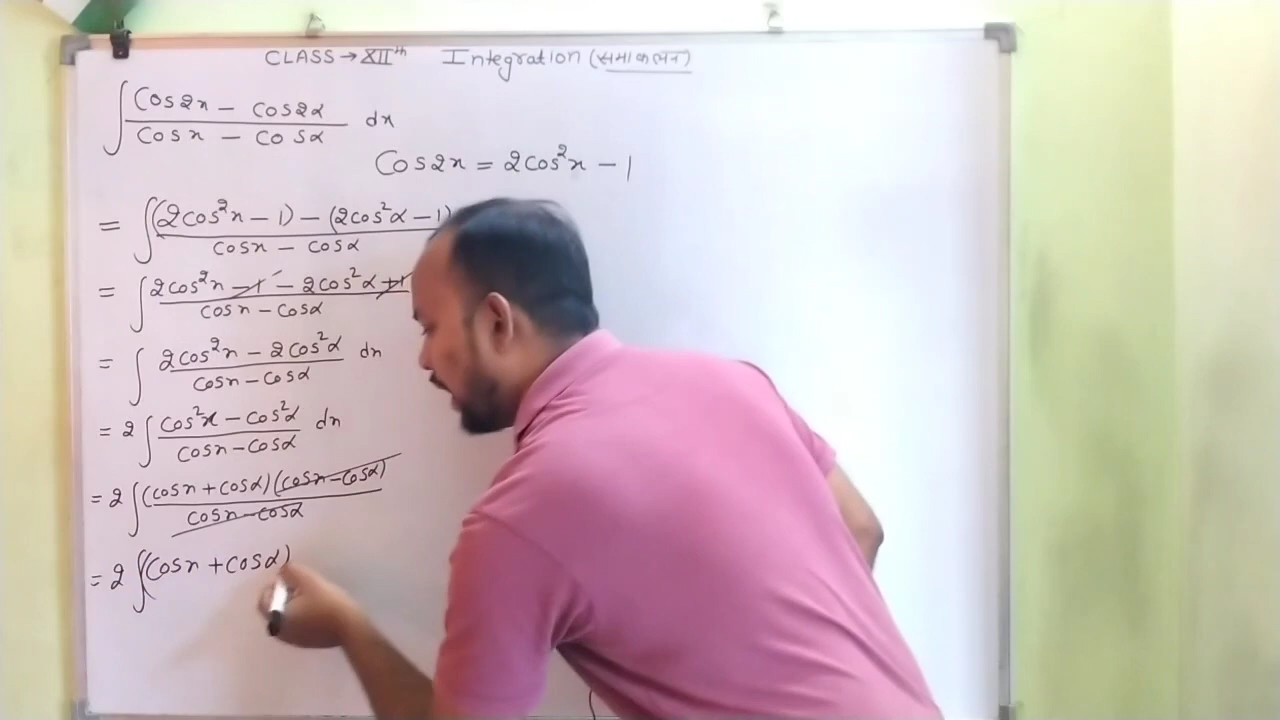 CLASS → XIIth Integration (समाकलन)
∫ (Cos2x − Cos2α)/(Cosx − Cosα) dx
Cos2x = 2cos²x − 1
= ∫ ((2cos²x − 1) − (2cos²α − 1))/(cosx − cosα)
= ∫ (2cos²x − 1 − 2cos²α + 1)/(cosx − cosα)
= ∫ (2cos²x − 2cos²α)/(cosx − cosα) dx
= 2 ∫ (cos²x − cos²α)/(cosx − cosα) dx
= 2 ∫ ((cosx + cosα)(cosx − cosα))/(cosx − cosα)
= 2 ∫ (cosx + cosα)